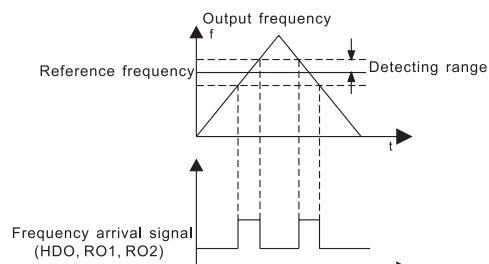 Output frequency
f
Reference frequency
Detecting range
t
Frequency arrival signal
(HDO, RO1, RO2)